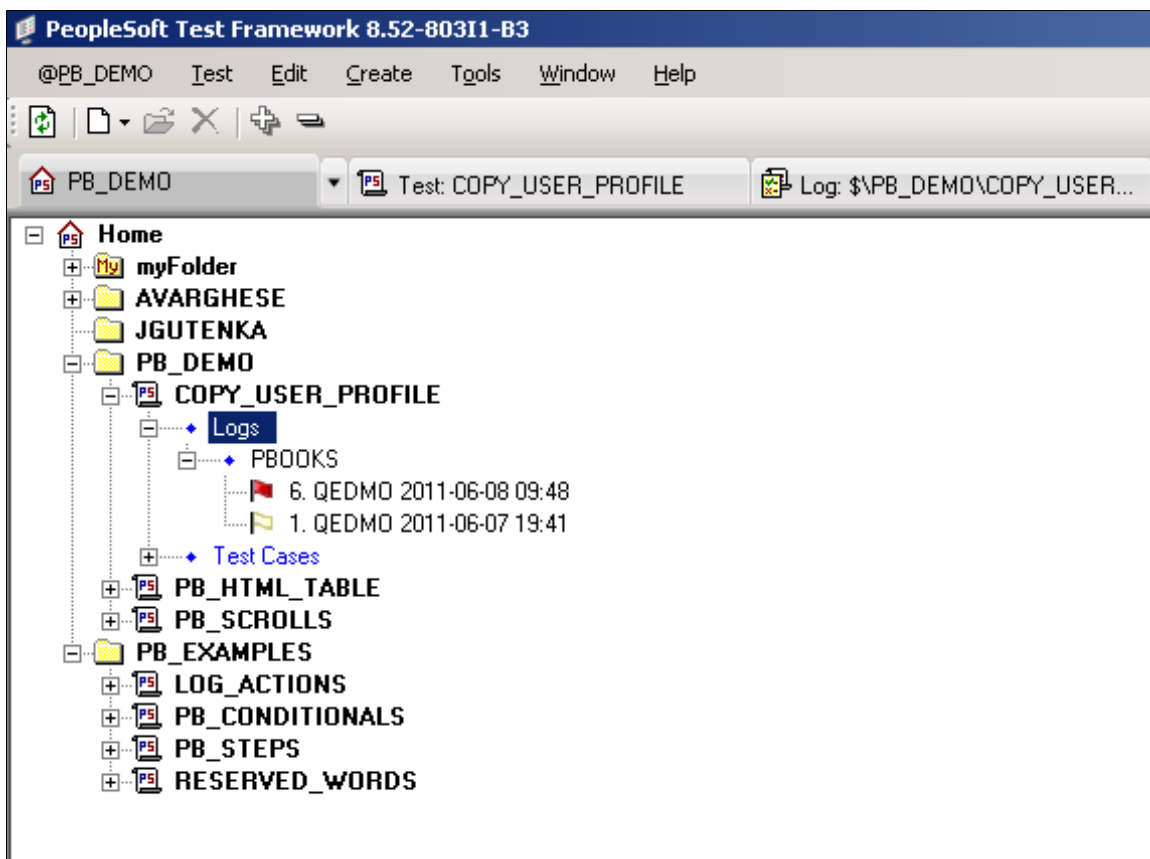 PeopleSoft Test Framework 8.52-803I1-B3
@PB_DEMO Test Edit Create Tools Window Help
PB_DEMO Test: COPY_USER_PROFILE Log: $\PB_DEMO\COPY_USER...
Home
myFolder
AVARGHESE
JGUTENKA
PB_DEMO
COPY_USER_PROFILE
Logs
PBOOKS
6. QEDMO 2011-06-08 09:48
1. QEDMO 2011-06-07 19:41
Test Cases
PB_HTML_TABLE
PB_SCROLLS
PB_EXAMPLES
LOG_ACTIONS
PB_CONDITIONALS
PB_STEPS
RESERVED_WORDS